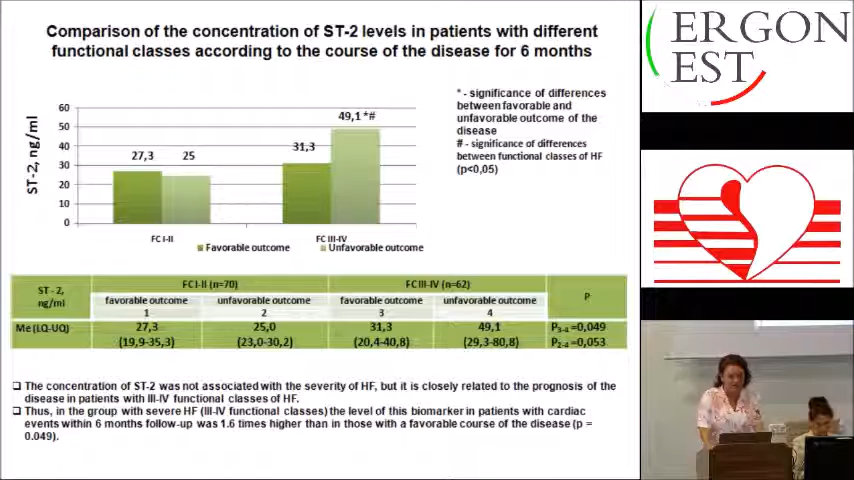 Comparison of the concentration of ST-2 levels in patients with different
functional classes according to the course of the disease for 6 months
ST-2, ng/ml
60
50
40
30
20
10
0
27,3
25
31,3
49,1 *#
FC I-II
FC III-IV
Favorable outcome
Unfavorable outcome
* - significance of differences
between favorable and
unfavorable outcome of the
disease
# - significance of differences
between functional classes of HF
(p<0,05)
ST - 2,
ng/ml
FC I-II (n=70)
FC III-IV (n=62)
P
favorable outcome
1
unfavorable outcome
2
favorable outcome
3
unfavorable outcome
4
Me (LQ-UQ)
27,3
(19,9-35,3)
25,0
(23,0-30,2)
31,3
(20,4-40,8)
49,1
(29,3-80,8)
P3-4 =0,049
P2-4 =0,053
❑ The concentration of ST-2 was not associated with the severity of HF, but it is closely related to the prognosis of the
disease in patients with III-IV functional classes of HF.
❑ Thus, in the group with severe HF (III-IV functional classes) the level of this biomarker in patients with cardiac
events within 6 months follow-up was 1.6 times higher than in those with a favorable course of the disease (p =
0.049).
ERGON
EST